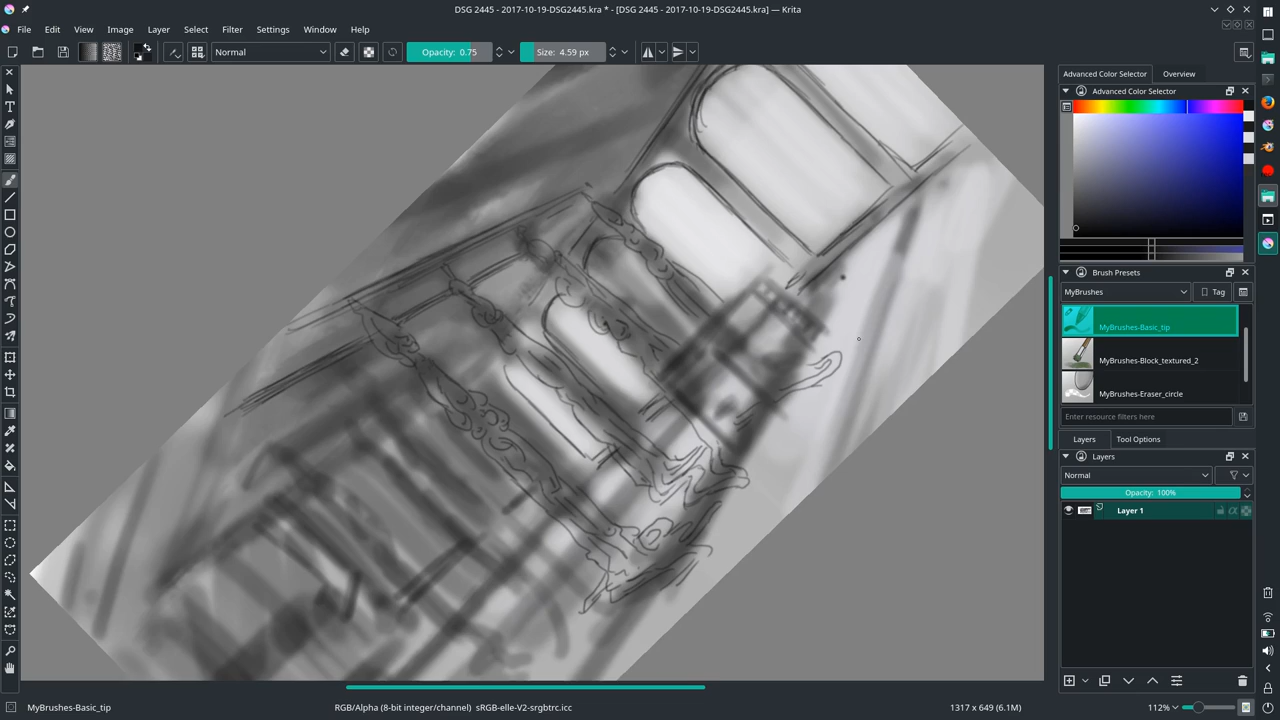 DSG 2445 - 2017-10-19-DSG2445.kra * - [DSG 2445 - 2017-10-19-DSG2445.kra] — Krita
File Edit View Image Layer Select Filter Settings Window Help
Normal
Opacity: 0.75
Size: 4.59 px
Advanced Color Selector
Overview
Advanced Color Selector
Brush Presets
MyBrushes
Tag
MyBrushes-Basic_tip
MyBrushes-Block_textured_2
MyBrushes-Eraser_circle
Enter resource filters here
Layers
Tool Options
Layers
Normal
Opacity: 100%
Layer 1
MyBrushes-Basic_tip
RGB/Alpha (8-bit integer/channel) sRGB-elle-V2-srgbtrc.icc
1317 x 649 (6.1M)
112%